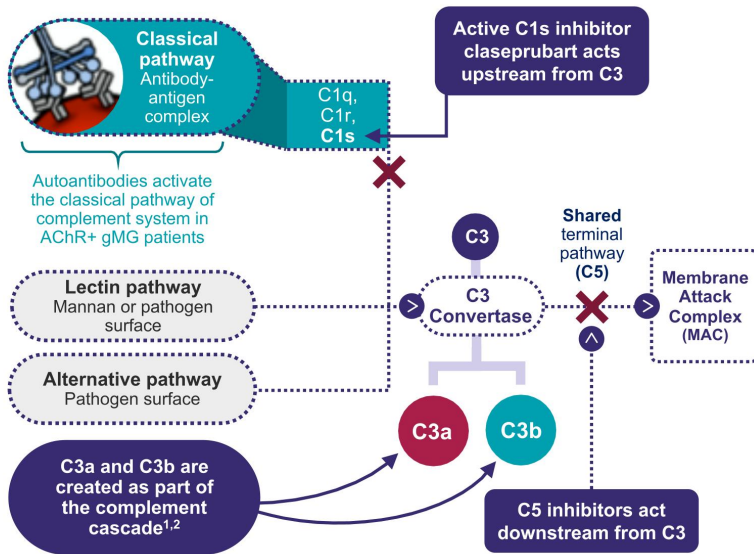 Classical
pathway
Antibody-
antigen
complex
C1q,
C1r,
C1s
Active C1s inhibitor
claseprubart acts
upstream from C3
Autoantibodies activate
the classical pathway of
complement system in
AChR+ gMG patients
Lectin pathway
Mannan or pathogen
surface
Alternative pathway
Pathogen surface
C3
C3
Convertase
Shared
terminal
pathway
(C5)
Membrane
Attack
Complex
(MAC)
C3a
C3b
C3a and C3b are
created as part of
the complement
cascade¹,²
C5 inhibitors act
downstream from C3